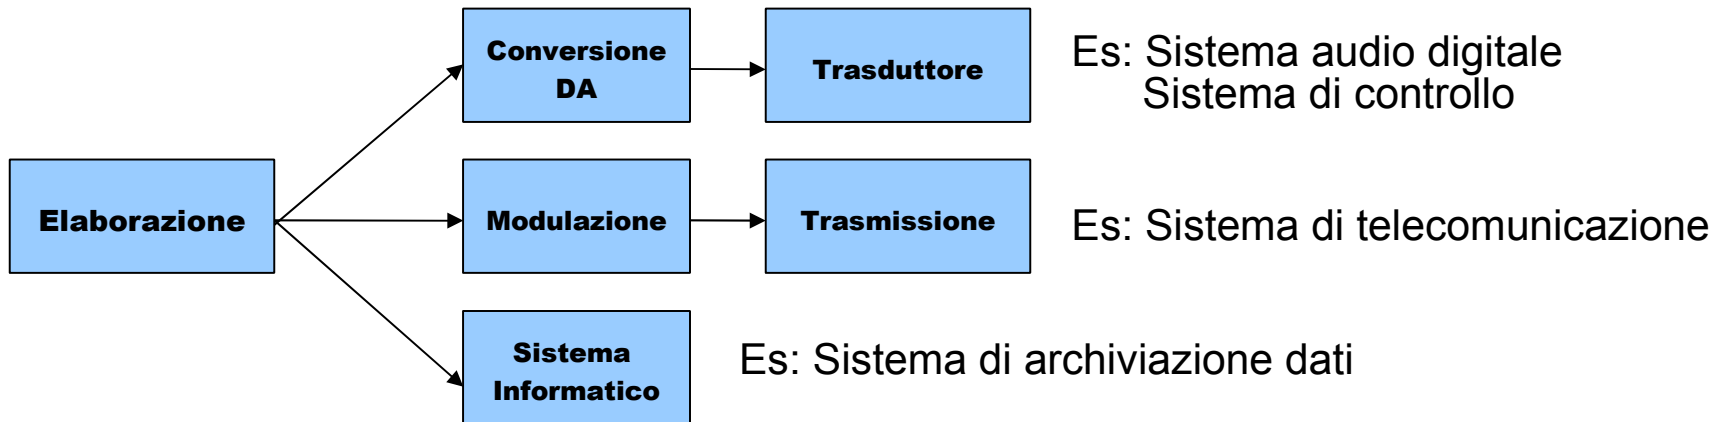 Conversione
DA
Trasduttore
Es: Sistema audio digitale
Sistema di controllo
Elaborazione
Modulazione
Trasmissione
Es: Sistema di telecomunicazione
Sistema
Informatico
Es: Sistema di archiviazione dati